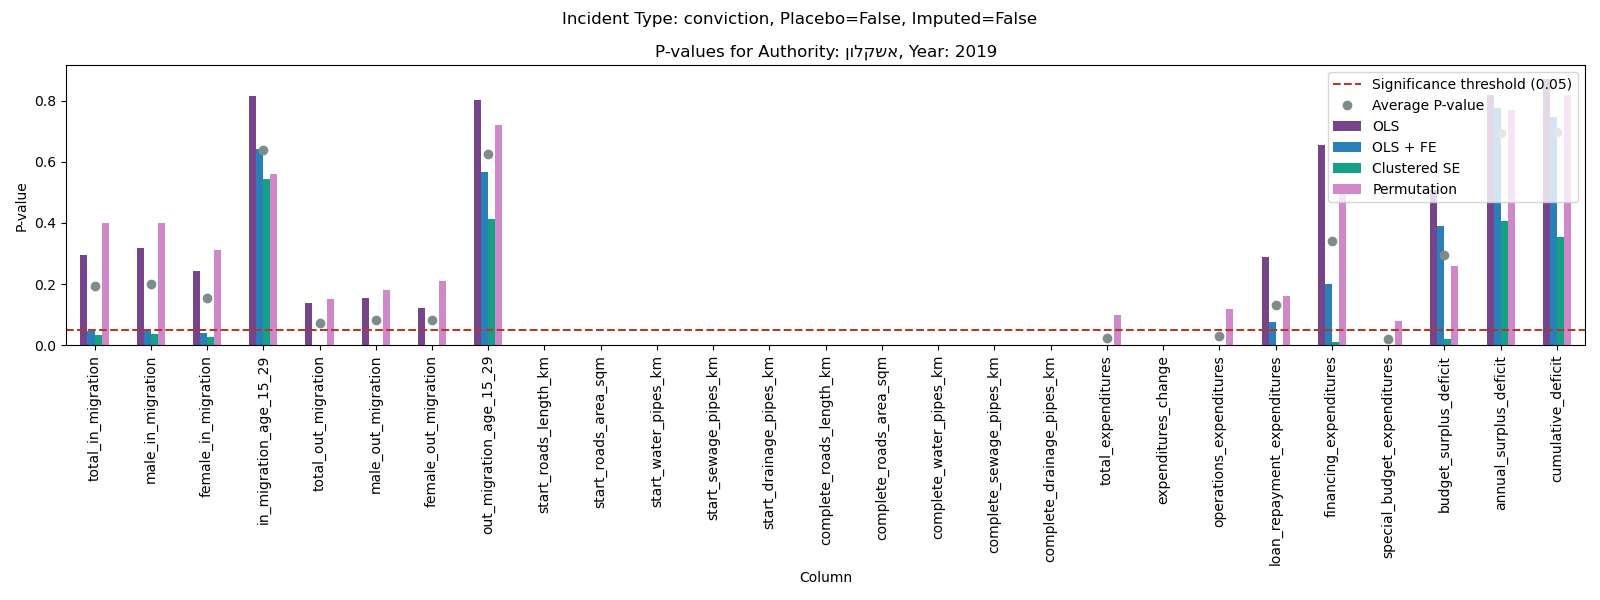 Incident Type: conviction, Placebo=False, Imputed=False
P-values for Authority: אשקלון, Year: 2019
Significance threshold (0.05)
Average P-value
OLS
OLS + FE
Clustered SE
Permutation
P-value
0.8
0.6
0.4
0.2
0.0
total_in_migration
male_in_migration
female_in_migration
in_migration_age_15_29
total_out_migration
male_out_migration
female_out_migration
out_migration_age_15_29
start_roads_length_km
start_roads_area_sqm
start_water_pipes_km
start_sewage_pipes_km
start_drainage_pipes_km
complete_roads_length_km
complete_roads_area_sqm
complete_water_pipes_km
complete_sewage_pipes_km
complete_drainage_pipes_km
total_expenditures
expenditures_change
operations_expenditures
loan_repayment_expenditures
financing_expenditures
special_budget_expenditures
budget_surplus_deficit
annual_surplus_deficit
cumulative_deficit
Column